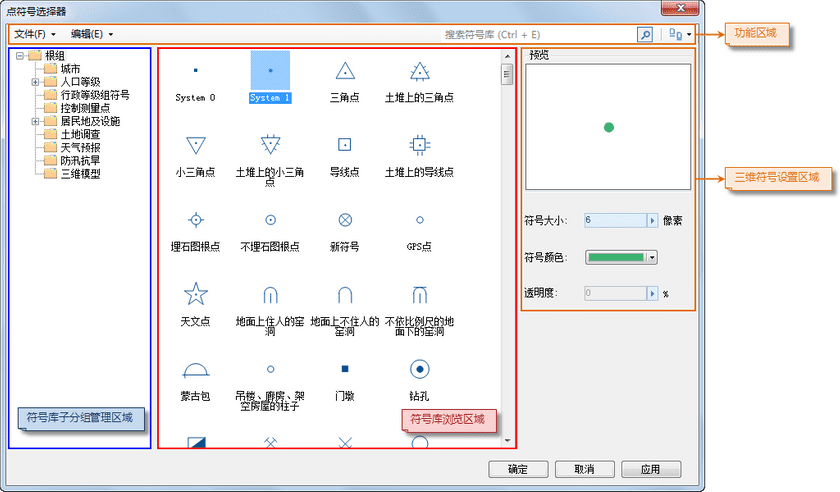 点符号选择器
文件(F) 编辑(E) 搜索符号库 (Ctrl + E)
功能区域
根组
城市
人口等级
行政等级组符号
控制测量点
居民地及设施
土地调查
天气预报
防汛抗旱
三维模型
符号库子分组管理区域
System 0 System 1 三角点 土堆上的三角点
小三角点 土堆上的小三角点 导线点 土堆上的导线点
埋石图根点 不埋石图根点 新符号 GPS点
天文点 地面上住人的窑洞 地面上不住人的窑洞 不依比例尺的地面下的窑洞
蒙古包 吊楼、廊房、架空房屋的柱子 门墩 钻孔
符号库浏览区域
预览
三维符号设置区域
符号大小: 6 像素
符号颜色:
透明度: 0 %
确定 取消 应用